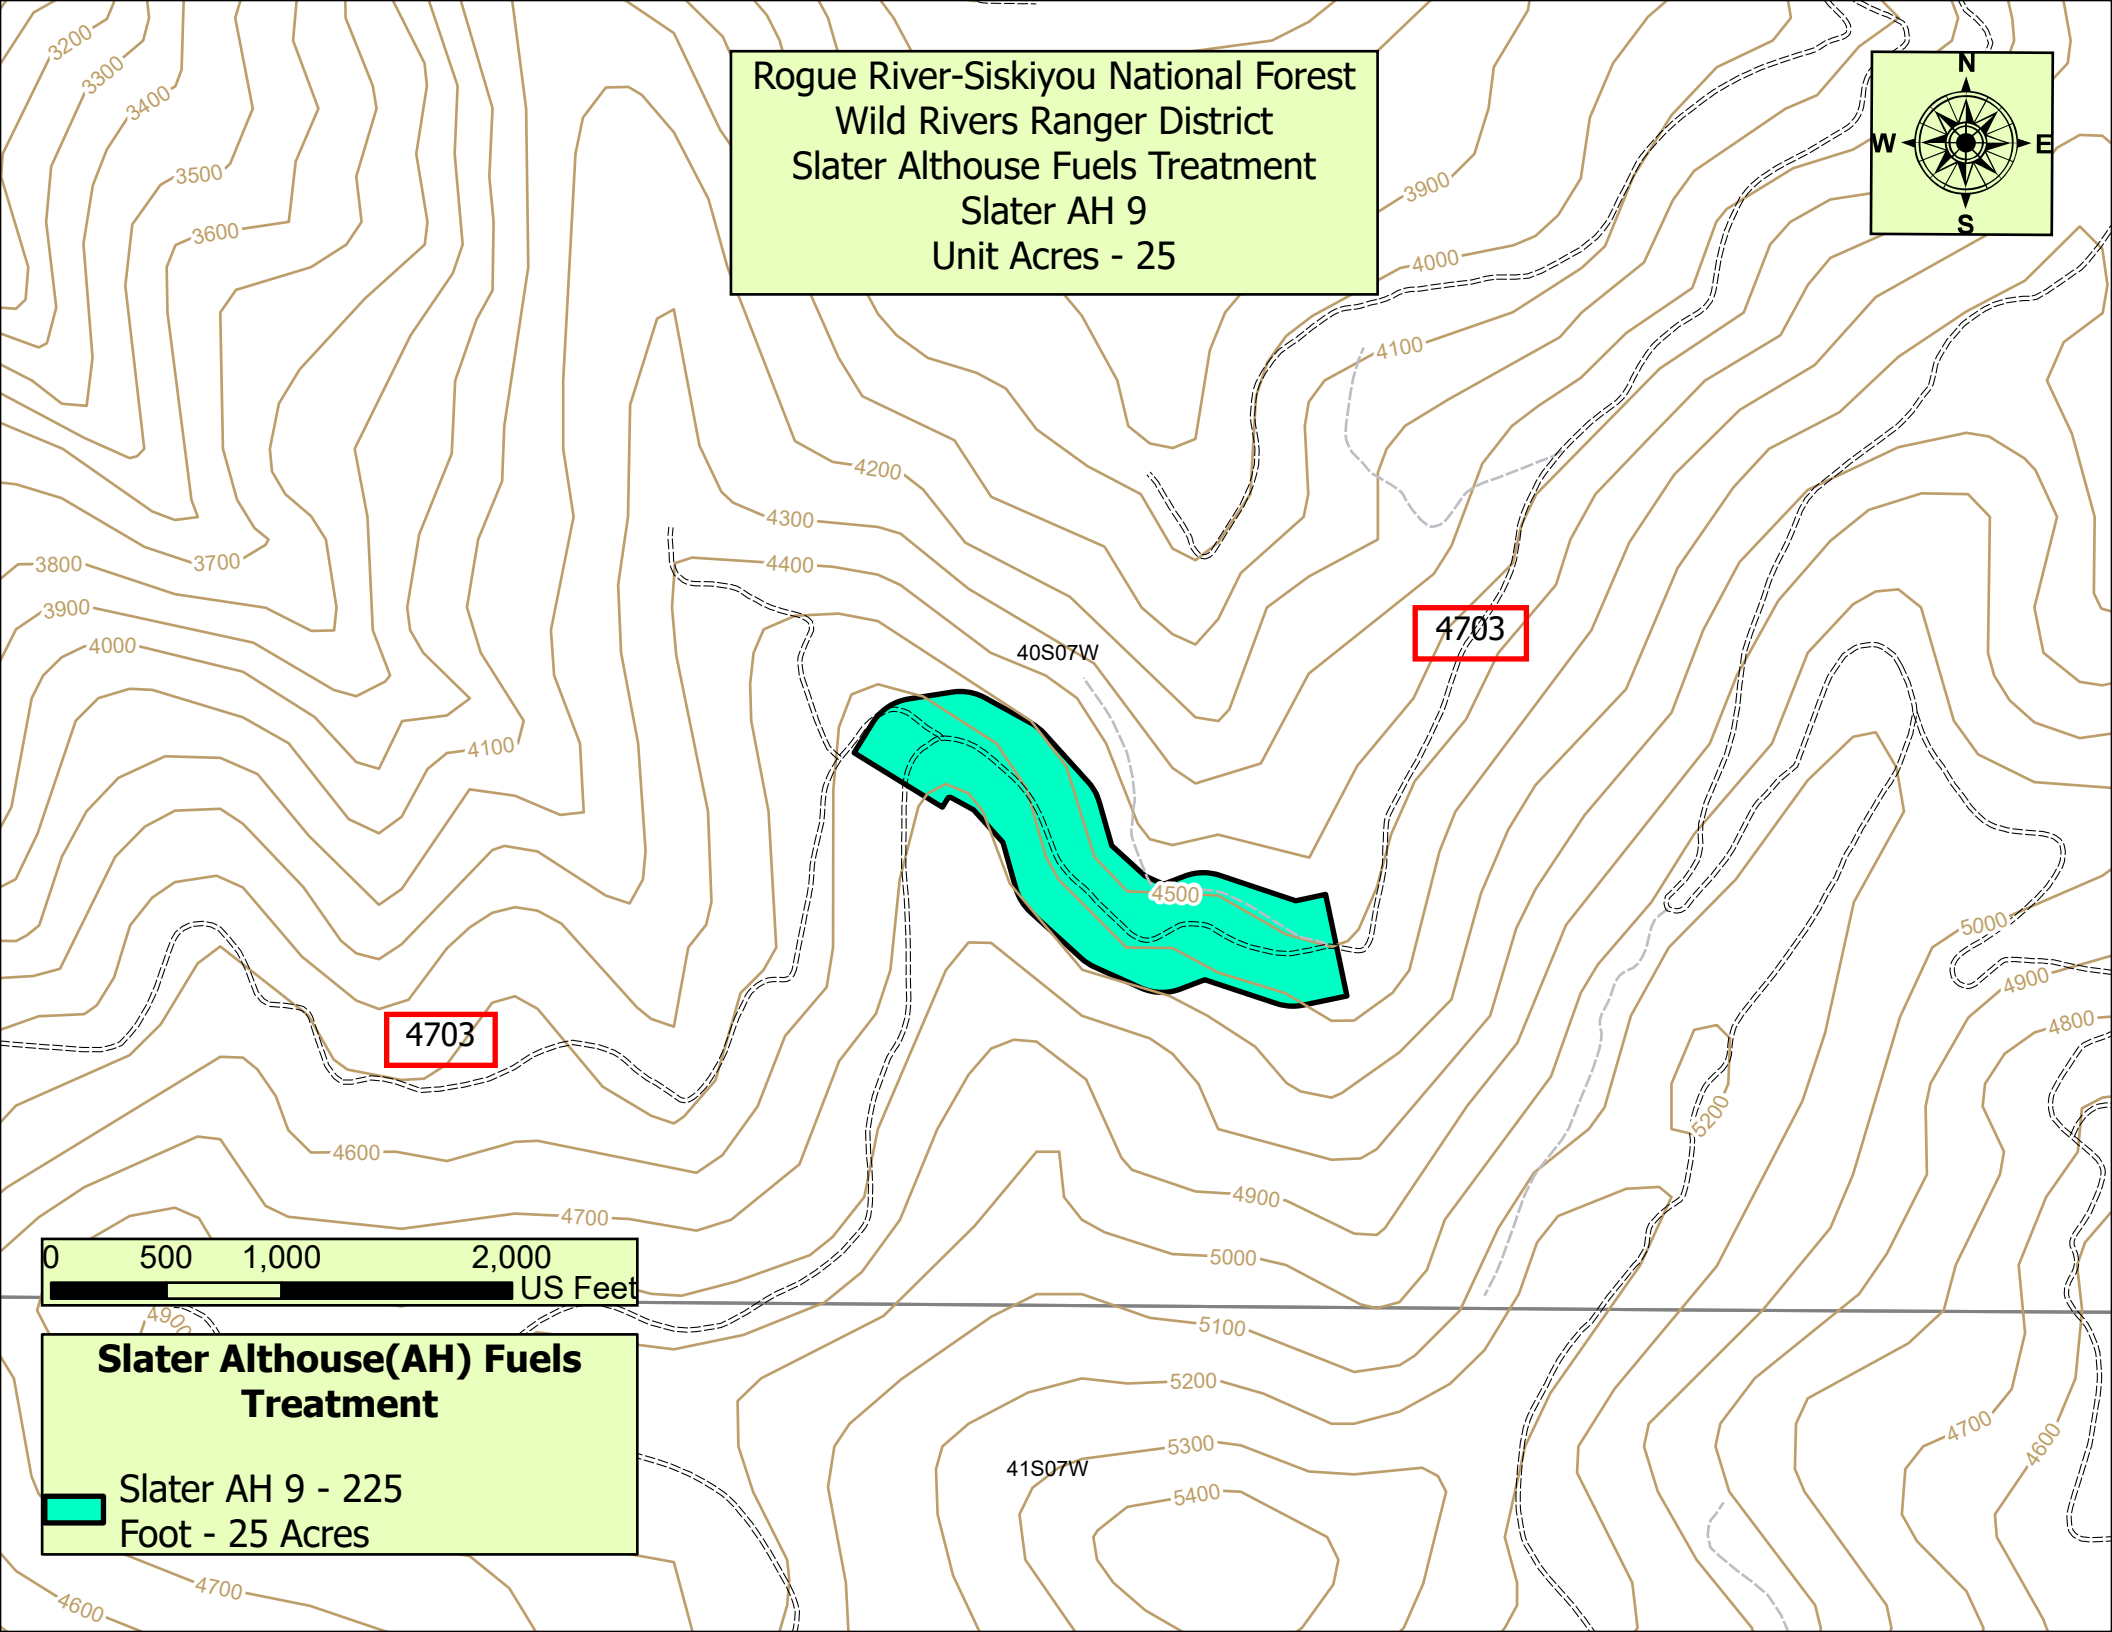 3200
3300
3400
3500
3600
Rogue River-Siskiyou National Forest
Wild Rivers Ranger District
Slater Althouse Fuels Treatment
Slater AH 9
Unit Acres - 25
N
W
E
S
3900
4000
4100
4200
4300
4400
3700
3800
3900
4000
4100
40S07W
4703
4500
5000
4900
4800
5200
4703
4600
4700
4900
5000
5100
5200
5300
5400
41S07W
4700
4600
0 500 1,000 2,000
US Feet
4900
Slater Althouse(AH) Fuels
Treatment
Slater AH 9 - 225
Foot - 25 Acres
4700
4600